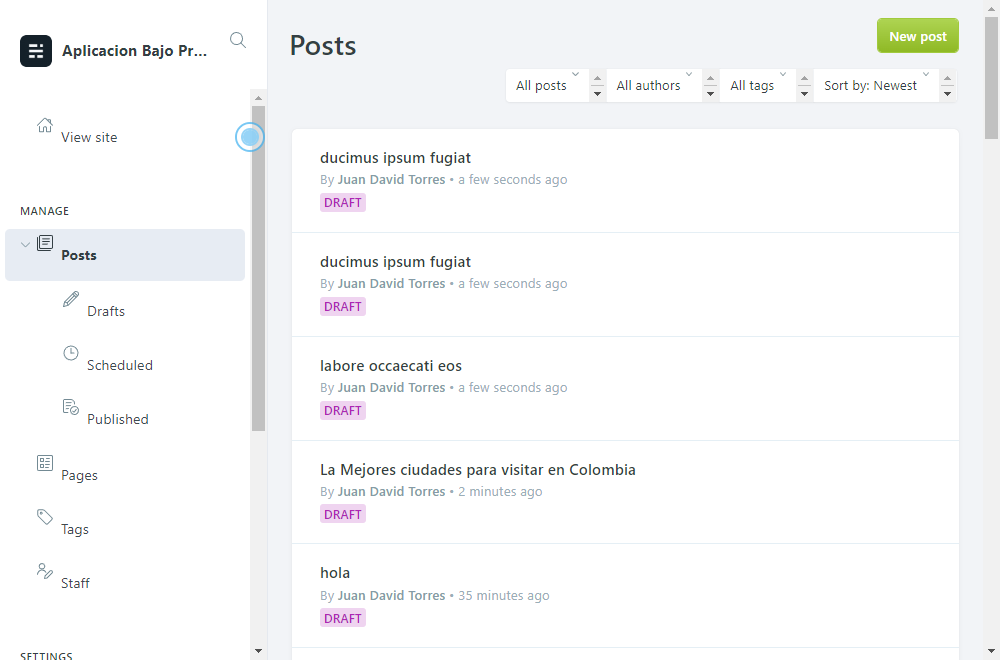 Aplicacion Bajo Pr...
View site
MANAGE
Posts
Drafts
Scheduled
Published
Pages
Tags
Staff
SETTINGS
Posts
New post
All posts
All authors
All tags
Sort by: Newest
ducimus ipsum fugiat
By Juan David Torres • a few seconds ago
DRAFT
ducimus ipsum fugiat
By Juan David Torres • a few seconds ago
DRAFT
labore occaecati eos
By Juan David Torres • a few seconds ago
DRAFT
La Mejores ciudades para visitar en Colombia
By Juan David Torres • 2 minutes ago
DRAFT
hola
By Juan David Torres • 35 minutes ago
DRAFT